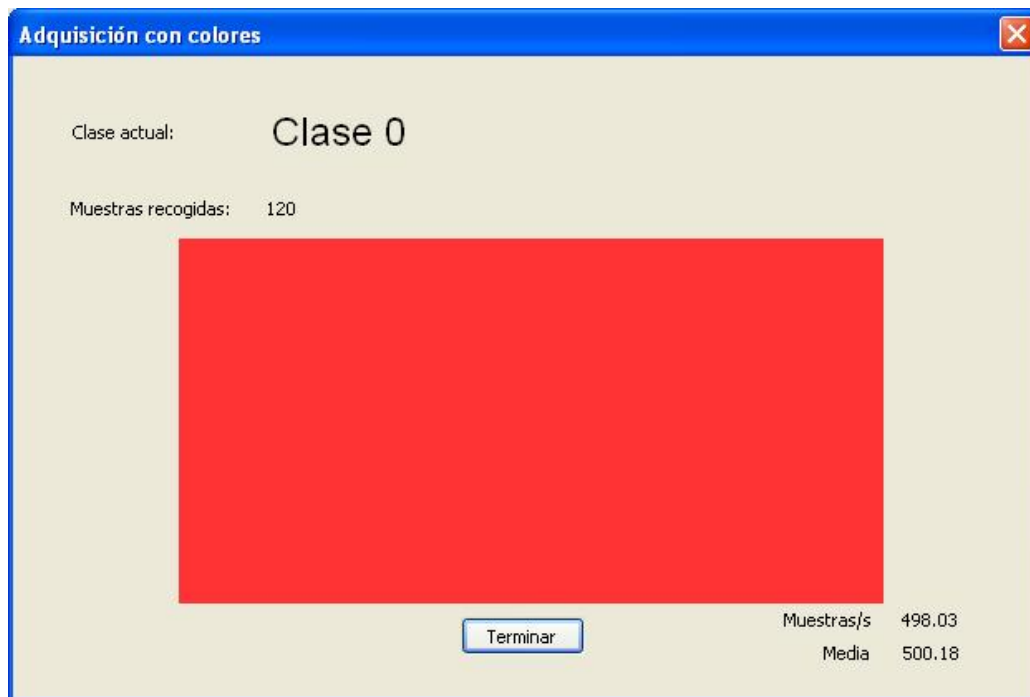 Adquisición con colores
Clase actual: Clase 0
Muestras recogidas: 120
Muestras/s 498.03
Terminar
Media 500.18